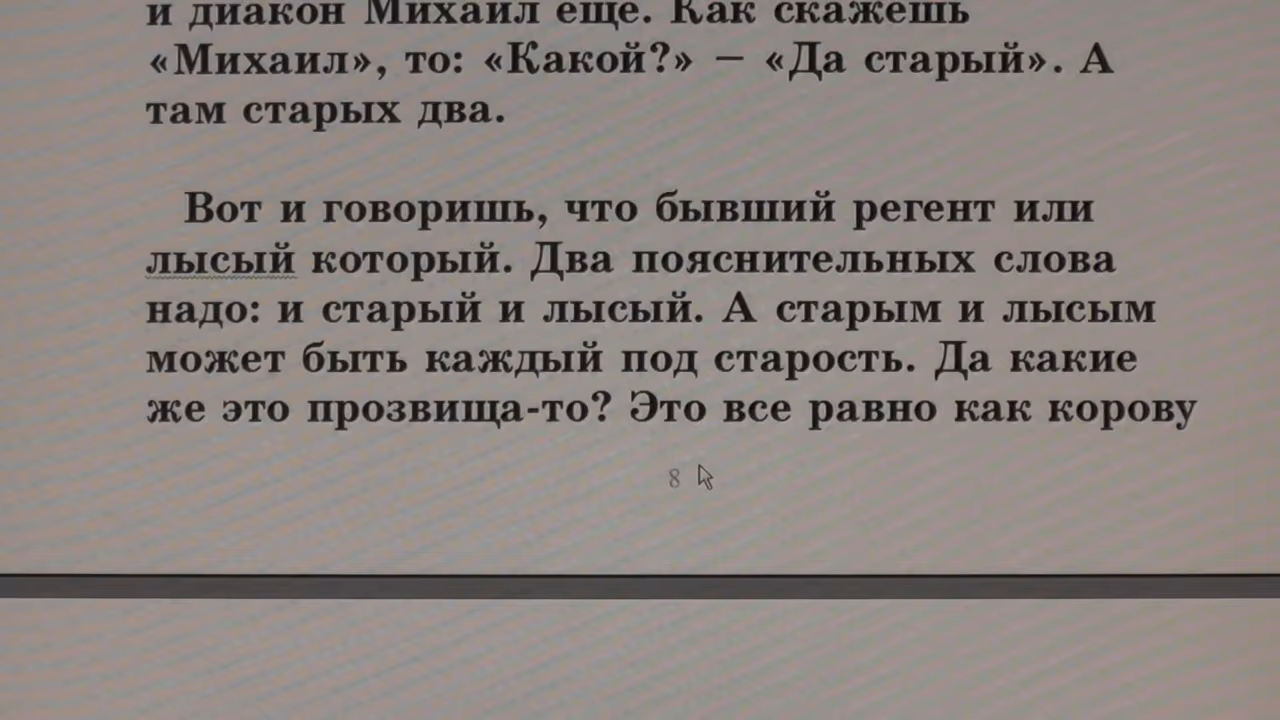 и диакон Михаил еще. Как скажешь
«Михаил», то: «Какой?» – «Да старый». А
там старых два.
Вот и говоришь, что бывший регент или
лысый который. Два пояснительных слова
надо: и старый и лысый. А старым и лысым
может быть каждый под старость. Да какие
же это прозвища-то? Это все равно как корову
8